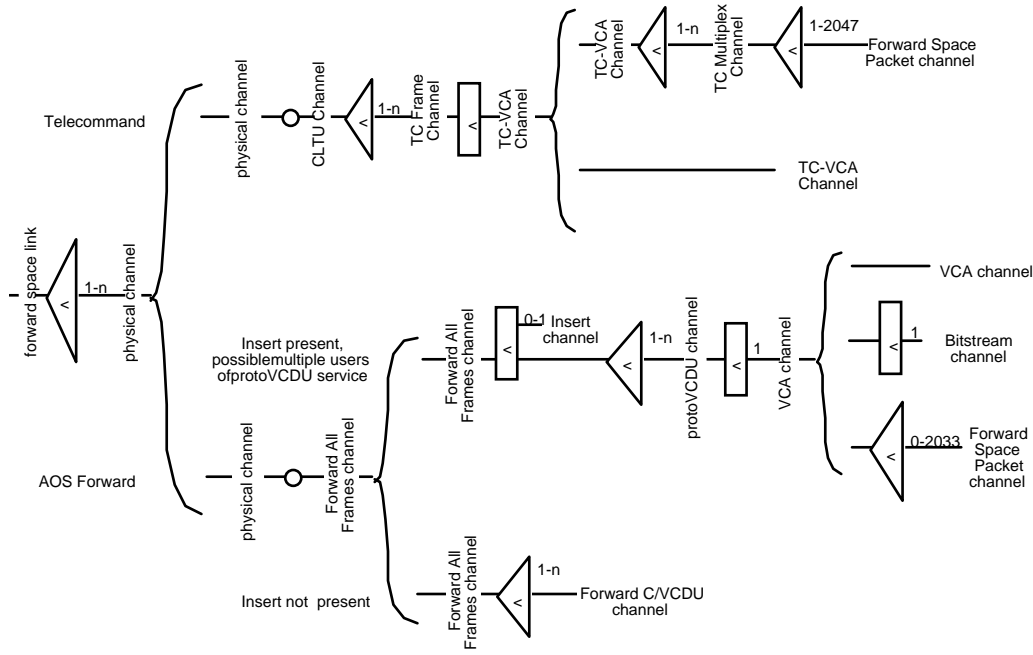 forward space link
<
1-n
physical channel
Telecommand
physical channel
CLTU Channel
<
1-n
TC Frame
Channel
<
TC-VCA
Channel
TC-VCA
Channel
<
1-n
TC Multiplex
Channel
<
1-2047
Forward Space
Packet channel
TC-VCA
Channel
AOS Forward
physical channel
Forward All
Frames channel
Insert present,
possiblemultiple users
ofprotoVCDU service
Forward All
Frames channel
<
0-1
Insert
channel
<
1-n
protoVCDU channel
<
1
VCA channel
VCA channel
<
1
Bitstream
channel
<
0-2033
Forward
Space
Packet
channel
Insert not present
Forward All
Frames channel
<
1-n
Forward C/VCDU
channel